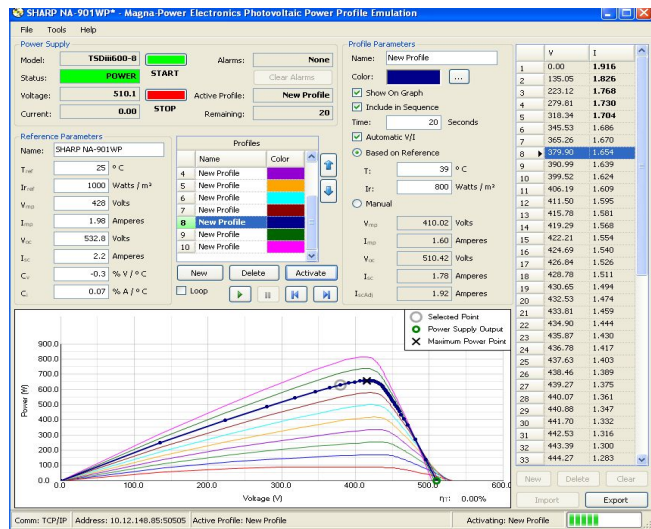 SHARP NA-901WP* - Magna-Power Electronics Photovoltaic Power Profile Emulation
File Tools Help
Power Supply
Model: TSDiii600-8 Alarms: None
Status: POWER START Clear Alarms
Voltage: 510.1 Active Profile: New Profile
Current: 0.00 STOP Remaining: 20
Reference Parameters
Name: SHARP NA-901WP
Tref 25 ° C
Irref 1000 Watts / m²
Vmp 428 Volts
Imp 1.98 Amperes
Voc 532.8 Volts
Isc 2.2 Amperes
Cv -0.3 % V / ° C
Ci 0.07 % A / ° C
Profiles
Name Color
4 New Profile
5 New Profile
6 New Profile
7 New Profile
8 New Profile
9 New Profile
10 New Profile
New Delete Activate
Loop
Profile Parameters
Name: New Profile
Color: ...
Show On Graph
Include in Sequence
Time: 20 Seconds
Automatic V/I
Based on Reference
T: 39 ° C
Ir: 800 Watts / m²
Manual
Vmp 410.02 Volts
Imp 1.60 Amperes
Voc 510.42 Volts
Isc 1.78 Amperes
IscAdj 1.92 Amperes
V I
1 0.00 1.916
2 135.05 1.826
3 223.12 1.768
4 279.81 1.730
5 318.34 1.704
6 345.53 1.686
7 365.26 1.670
8 379.90 1.654
9 390.99 1.639
10 399.52 1.624
11 406.19 1.609
12 411.50 1.595
13 415.78 1.581
14 419.29 1.568
15 422.21 1.554
16 424.69 1.540
17 426.84 1.526
18 428.78 1.511
19 430.65 1.494
20 432.53 1.474
21 433.81 1.459
22 434.90 1.444
23 435.87 1.430
24 436.78 1.417
25 437.63 1.403
26 438.46 1.389
27 439.27 1.375
28 440.07 1.361
29 440.88 1.347
30 441.70 1.332
31 442.53 1.316
32 443.39 1.300
33 444.27 1.283
New Delete Clear
Import Export
Selected Point
Power Supply Output
Maximum Power Point
Power (W)
900.0
800.0
700.0
600.0
500.0
400.0
300.0
200.0
100.0
0.0
0.0 100.0 200.0 300.0 400.0 500.0 600.0
Voltage (V)
η: 0.00%
Comm: TCP/IP Address: 10.12.148.85:50505 Active Profile: New Profile Activating: New Profile